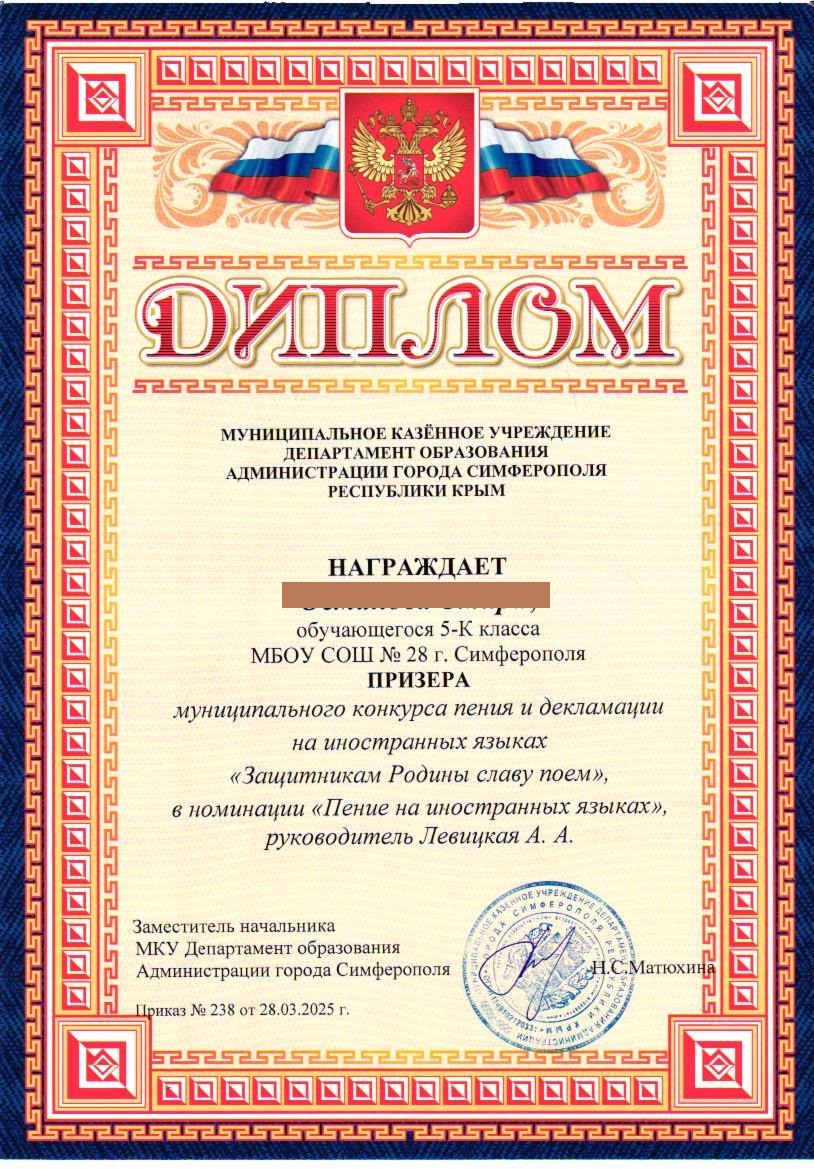 ДИПЛОМ
МУНИЦИПАЛЬНОЕ КАЗЁННОЕ УЧРЕЖДЕНИЕ
ДЕПАРТАМЕНТ ОБРАЗОВАНИЯ
АДМИНИСТРАЦИИ ГОРОДА СИМФЕРОПОЛЯ
РЕСПУБЛИКИ КРЫМ
НАГРАЖДАЕТ
обучающегося 5-К класса
МБОУ СОШ № 28 г. Симферополя
ПРИЗЕРА
муниципального конкурса пения и декламации
на иностранных языках
«Защитникам Родины славу поем»,
в номинации «Пение на иностранных языках»,
руководитель Левицкая А. А.
Заместитель начальника
МКУ Департамент образования
Администрации города Симферополя
Н.С.Матюхина
Приказ № 238 от 28.03.2025 г.